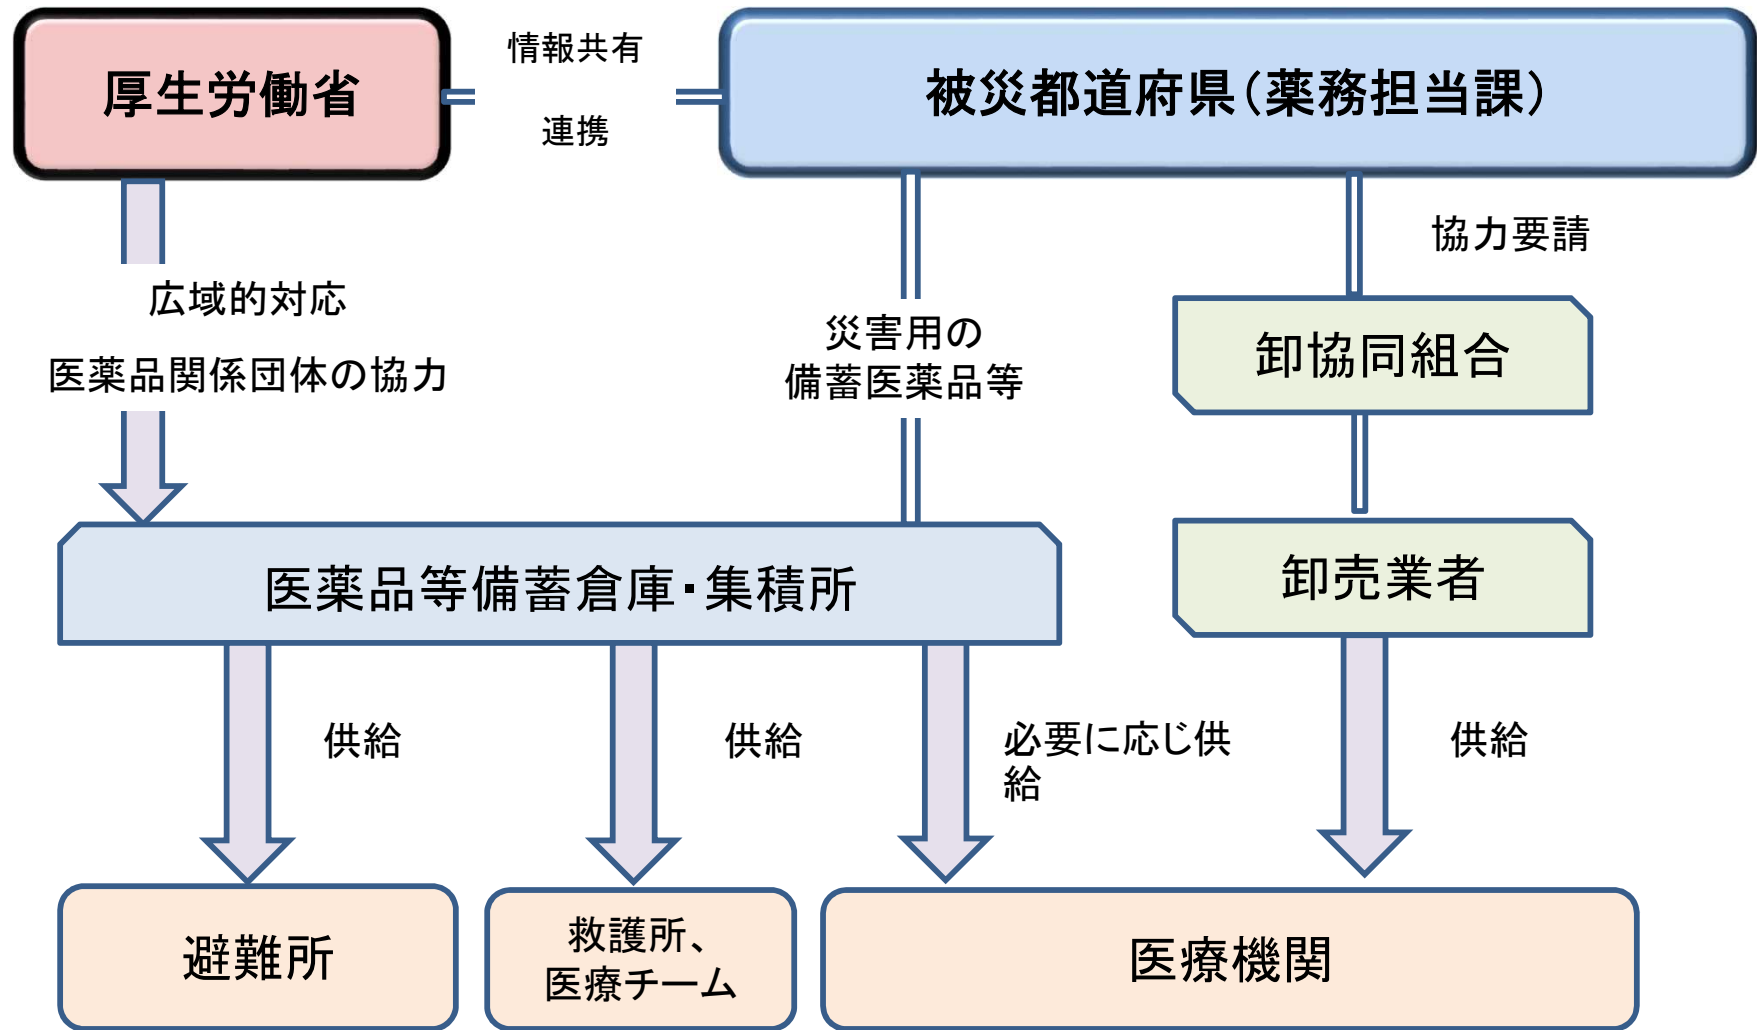 厚生労働省
情報共有
連携
被災都道府県（薬務担当課）
協力要請
広域的対応
医薬品関係団体の協力
災害用の
備蓄医薬品等
卸協同組合
医薬品等備蓄倉庫・集積所
卸売業者
供給
供給
必要に応じ供
給
供給
避難所
救護所、
医療チーム
医療機関